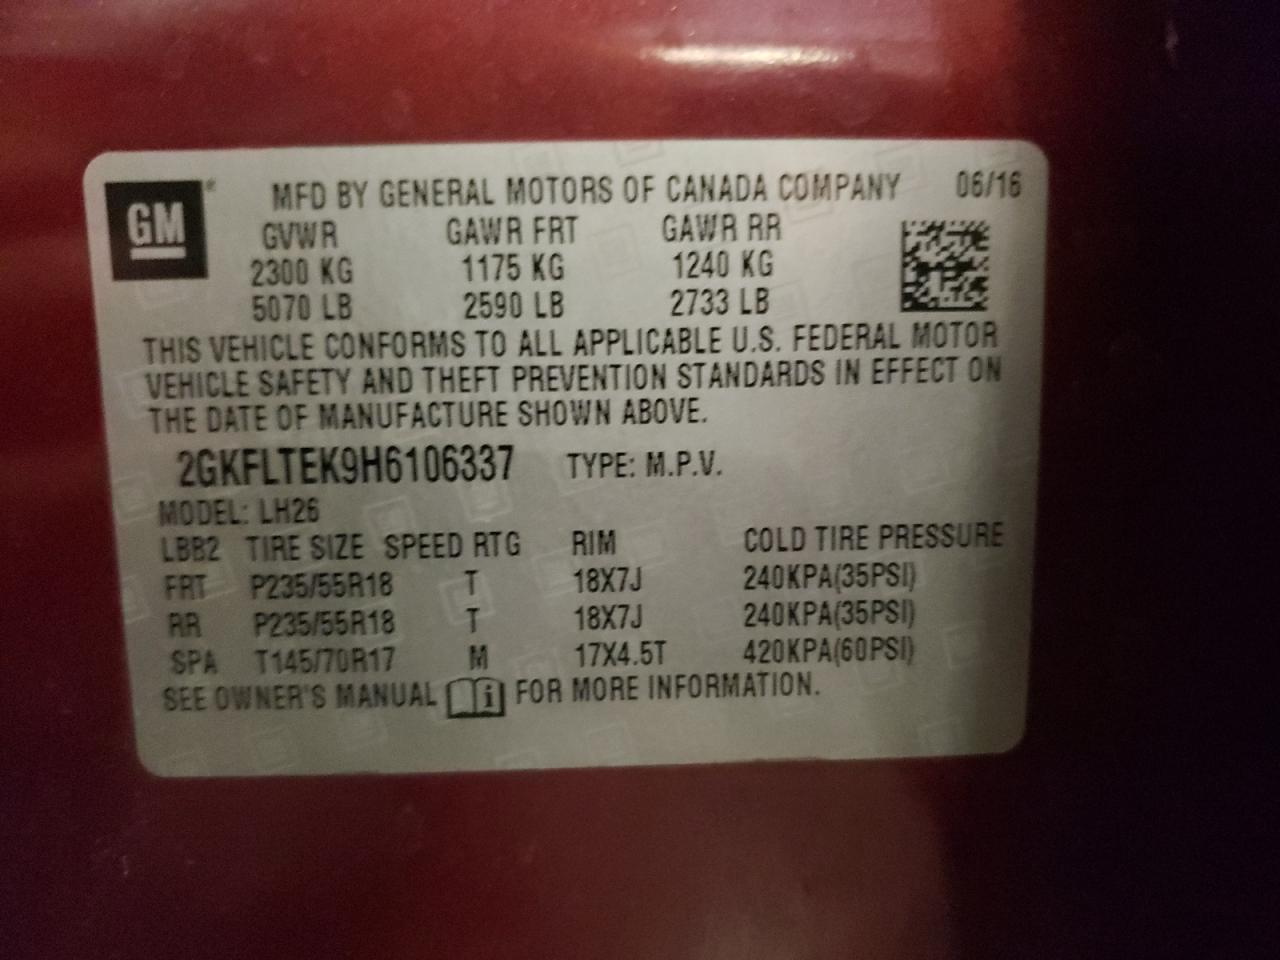 GM® MFD BY GENERAL MOTORS OF CANADA COMPANY 06/16
GVWR GAWR FRT GAWR RR
2300 KG 1175 KG 1240 KG
5070 LB 2590 LB 2733 LB
THIS VEHICLE CONFORMS TO ALL APPLICABLE U.S. FEDERAL MOTOR
VEHICLE SAFETY AND THEFT PREVENTION STANDARDS IN EFFECT ON
THE DATE OF MANUFACTURE SHOWN ABOVE.
2GKFLTEK9H6106337 TYPE: M.P.V.
MODEL: LH26
LBB2 TIRE SIZE SPEED RTG RIM COLD TIRE PRESSURE
FRT P235/55R18 T 18X7J 240KPA(35PSI)
RR P235/55R18 T 18X7J 240KPA(35PSI)
SPA T145/70R17 M 17X4.5T 420KPA(60PSI)
SEE OWNER'S MANUAL i FOR MORE INFORMATION.